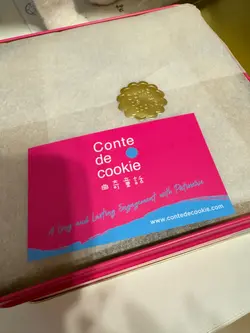 Conte
de
cookie
曲奇童話
A Long and Lasting Engagement with Patisserie
www.contedecookie.com